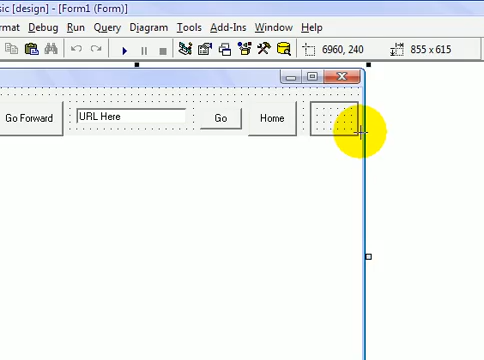 sic [design] - [Form1 (Form)]
rmat Debug Run Query Diagram Tools Add-Ins Window Help
6960, 240 855 x 615
Go Forward URL Here Go Home